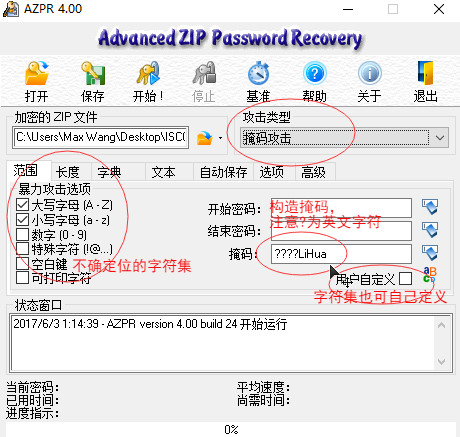 AZPR 4.00
Advanced ZIP Password Recovery
打开 保存 开始! 停止 基准 帮助 关于 退出
加密的 ZIP 文件 攻击类型
C:\Users\Max Wang\Desktop\ISC( 掩码攻击
范围 长度 字典 文本 自动保存 选项 高级
暴力攻击选项
大写字母 (A - Z)
小写字母 (a - z)
数字 (0 - 9)
特殊字符 (!@...)
空白键
可打印字符
不确定位的字符集
开始密码:
结束密码:
构造掩码,
注意?为英文字符
掩码: ????LiHua
用户自定义
字符集也可自己定义
状态窗口
2017/6/3 1:14:39 - AZPR version 4.00 build 24 开始运行
当前密码: 平均速度:
已用时间: 尚需时间:
进度指示:
0%